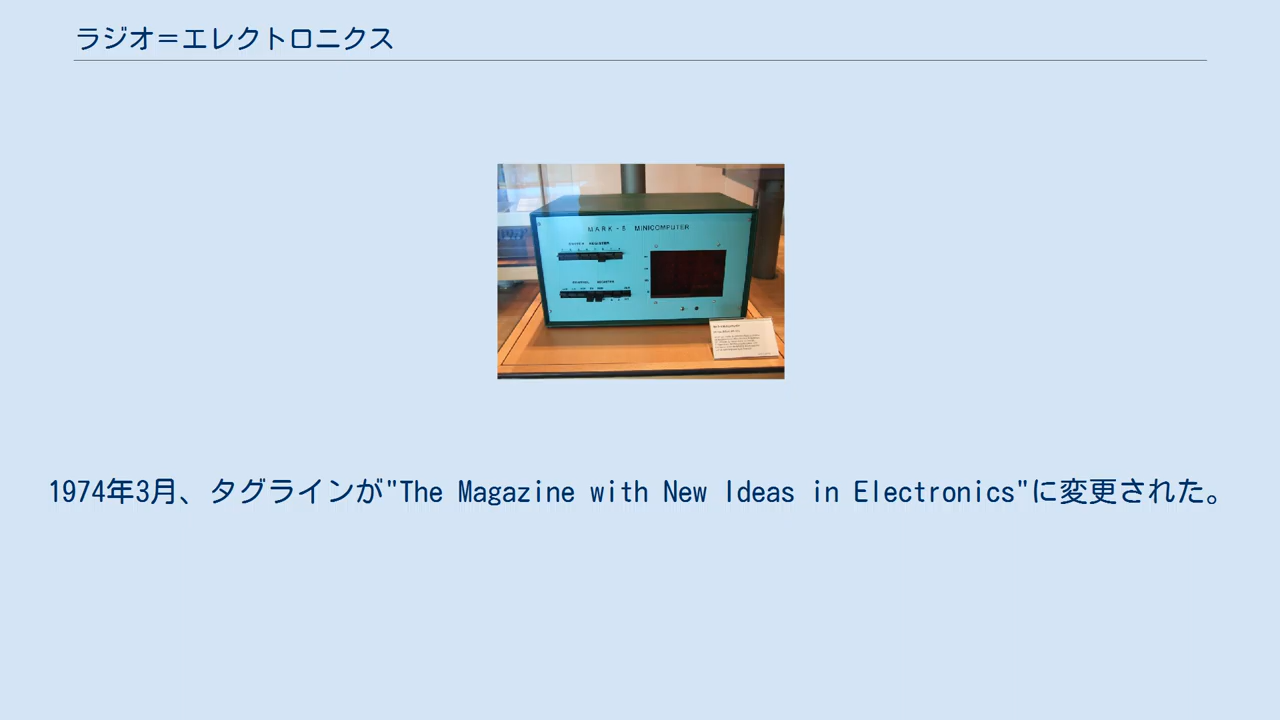 ラジオ＝エレクトロニクス
MARK-8 MINICOMPUTER
1974年3月、タグラインが"The Magazine with New Ideas in Electronics"に変更された。